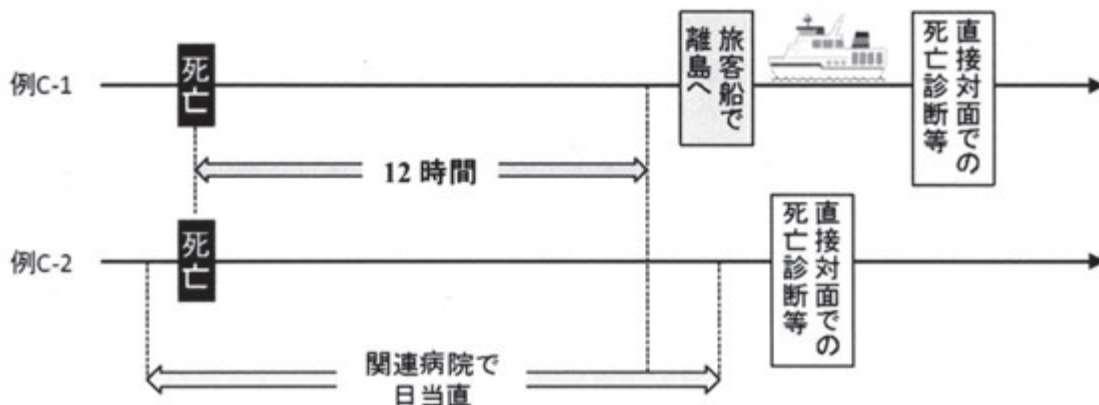 例C-1
死亡
旅客船で
離島へ
直接対面での
死亡診断等
12 時間
例C-2
死亡
直接対面での
死亡診断等
関連病院で
日当直